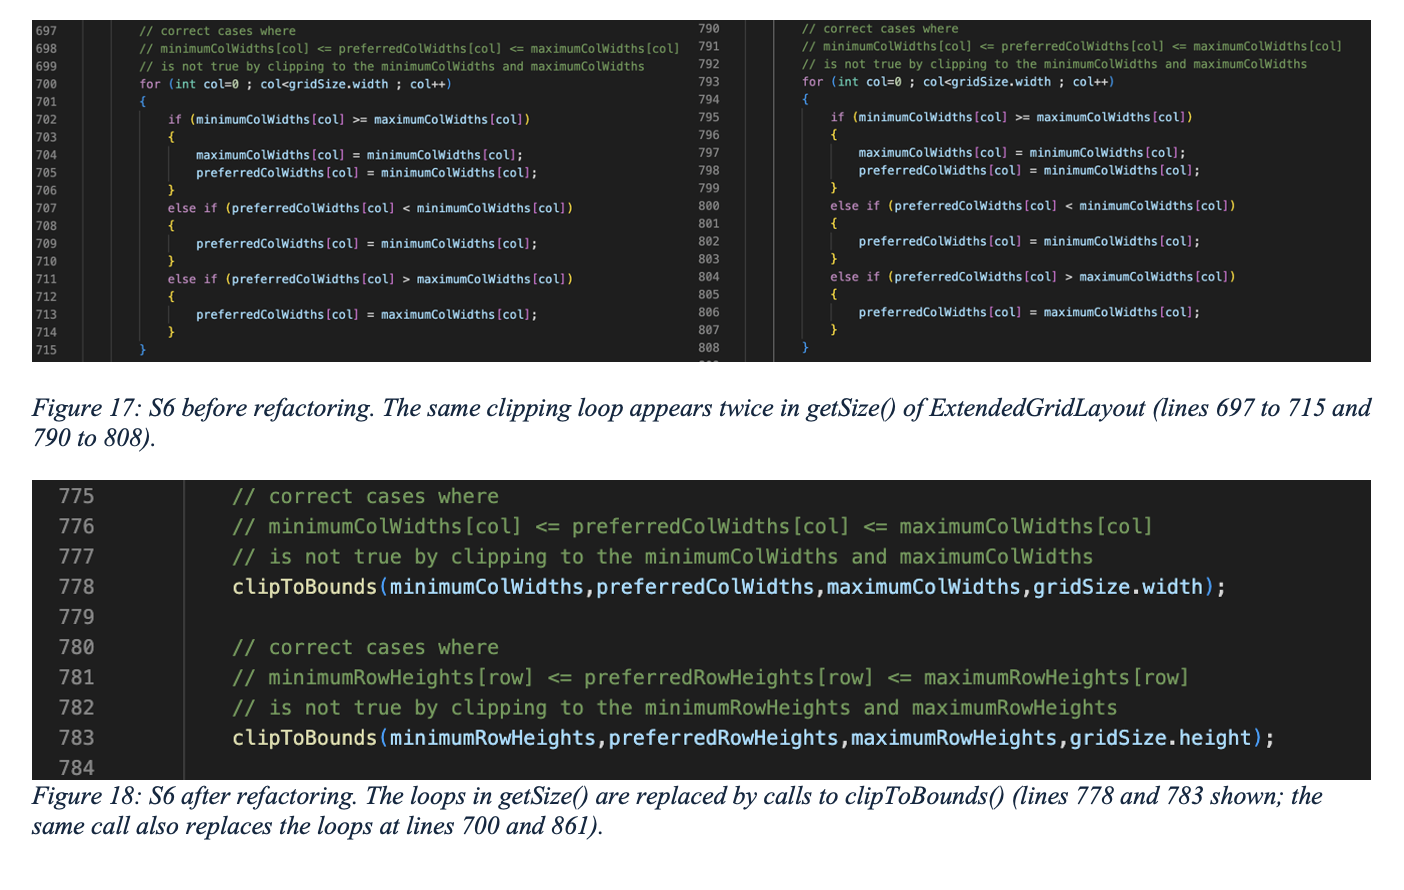 697 // correct cases where
698 // minimumColWidths[col] <= preferredColWidths[col] <= maximumColWidths[col]
699 // is not true by clipping to the minimumColWidths and maximumColWidths
700 for (int col=0 ; col<gridSize.width ; col++)
701 {
702 if (minimumColWidths[col] >= maximumColWidths[col])
703 {
704 maximumColWidths[col] = minimumColWidths[col];
705 preferredColWidths[col] = minimumColWidths[col];
706 }
707 else if (preferredColWidths[col] < minimumColWidths[col])
708 {
709 preferredColWidths[col] = minimumColWidths[col];
710 }
711 else if (preferredColWidths[col] > maximumColWidths[col])
712 {
713 preferredColWidths[col] = maximumColWidths[col];
714 }
715 }
790 // correct cases where
791 // minimumColWidths[col] <= preferredColWidths[col] <= maximumColWidths[col]
792 // is not true by clipping to the minimumColWidths and maximumColWidths
793 for (int col=0 ; col<gridSize.width ; col++)
794 {
795 if (minimumColWidths[col] >= maximumColWidths[col])
796 {
797 maximumColWidths[col] = minimumColWidths[col];
798 preferredColWidths[col] = minimumColWidths[col];
799 }
800 else if (preferredColWidths[col] < minimumColWidths[col])
801 {
802 preferredColWidths[col] = minimumColWidths[col];
803 }
804 else if (preferredColWidths[col] > maximumColWidths[col])
805 {
806 preferredColWidths[col] = maximumColWidths[col];
807 }
808 }
Figure 17: S6 before refactoring. The same clipping loop appears twice in getSize() of ExtendedGridLayout (lines 697 to 715 and
790 to 808).
775 // correct cases where
776 // minimumColWidths[col] <= preferredColWidths[col] <= maximumColWidths[col]
777 // is not true by clipping to the minimumColWidths and maximumColWidths
778 clipToBounds(minimumColWidths,preferredColWidths,maximumColWidths,gridSize.width);
779
780 // correct cases where
781 // minimumRowHeights[row] <= preferredRowHeights[row] <= maximumRowHeights[row]
782 // is not true by clipping to the minimumRowHeights and maximumRowHeights
783 clipToBounds(minimumRowHeights,preferredRowHeights,maximumRowHeights,gridSize.height);
784
Figure 18: S6 after refactoring. The loops in getSize() are replaced by calls to clipToBounds() (lines 778 and 783 shown; the
same call also replaces the loops at lines 700 and 861).